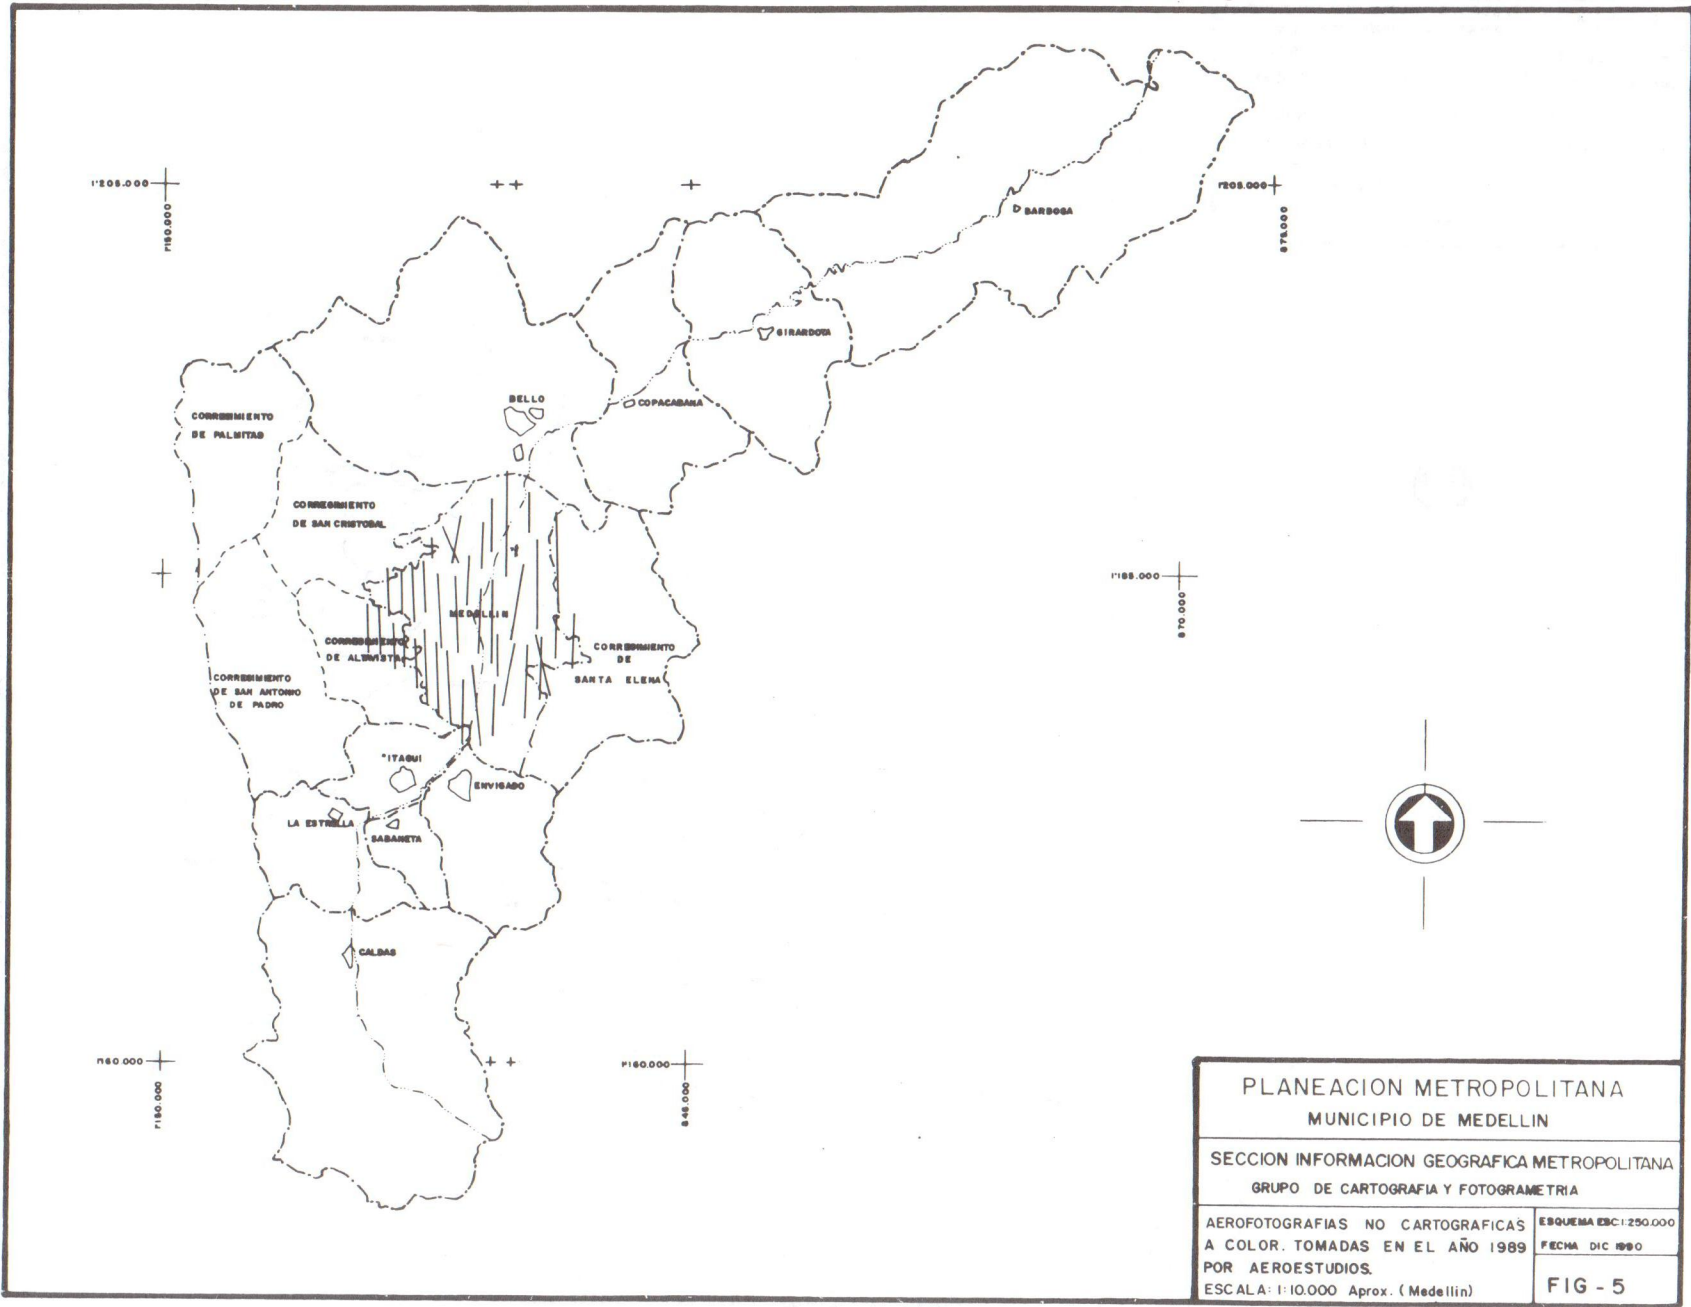 1'205.000
1'205.000
1'150.000
875.000
BARBOSA
GIRARDOTA
BELLO
COPACABANA
CORREGIMIENTO
DE PALMITAS
CORREGIMIENTO
DE SAN CRISTOBAL
1'185.000
870.000
MEDELLIN
CORREGIMIENTO
DE ALTAVISTA
CORREGIMIENTO
DE
SANTA ELENA
CORREGIMIENTO
DE SAN ANTONIO
DE PADRO
ITAGUI
ENVIGADO
LA ESTRELLA
SABANETA
CALDAS
1'160.000
1'160.000
1'150.000
845.000
PLANEACION METROPOLITANA
MUNICIPIO DE MEDELLIN
SECCION INFORMACION GEOGRAFICA METROPOLITANA
GRUPO DE CARTOGRAFIA Y FOTOGRAMETRIA
AEROFOTOGRAFIAS NO CARTOGRAFICAS
A COLOR. TOMADAS EN EL AÑO 1989
POR AEROESTUDIOS.
ESCALA: 1:10.000 Aprox. (Medellin)
ESQUEMA ESC 1:250.000
FECHA DIC 1990
FIG - 5